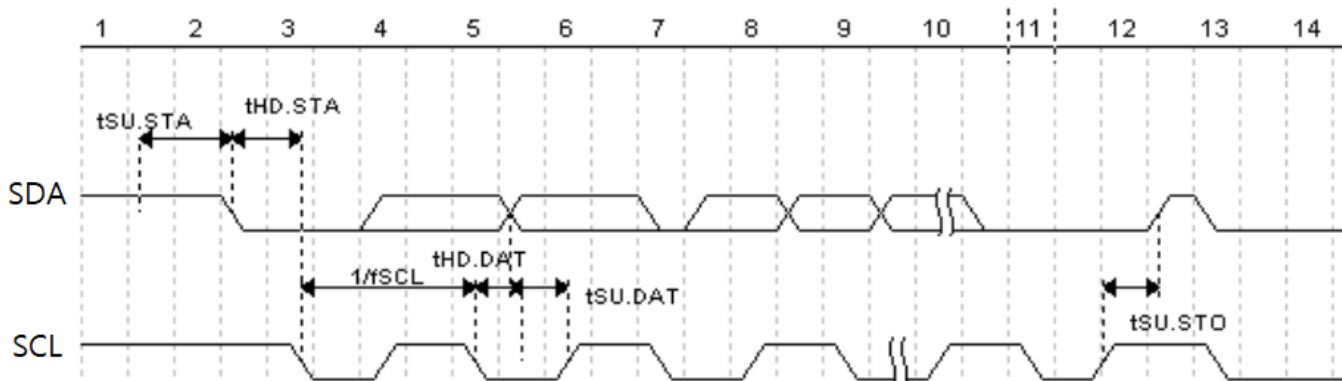 1 2 3 4 5 6 7 8 9 10 11 12 13 14
tHD.STA
tSU.STA
SDA
tHD.DAT
1/fSCL
tSU.DAT
tSU.STO
SCL